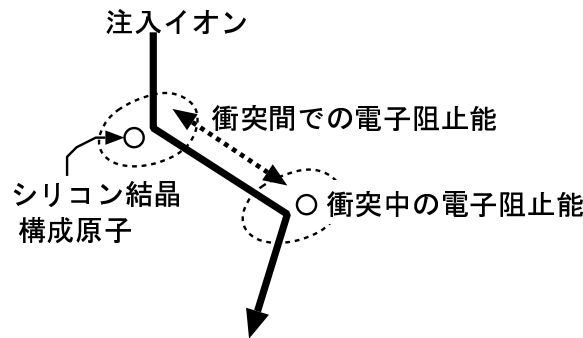 注入イオン
衝突間での電子阻止能
シリコン結晶
構成原子
衝突中の電子阻止能